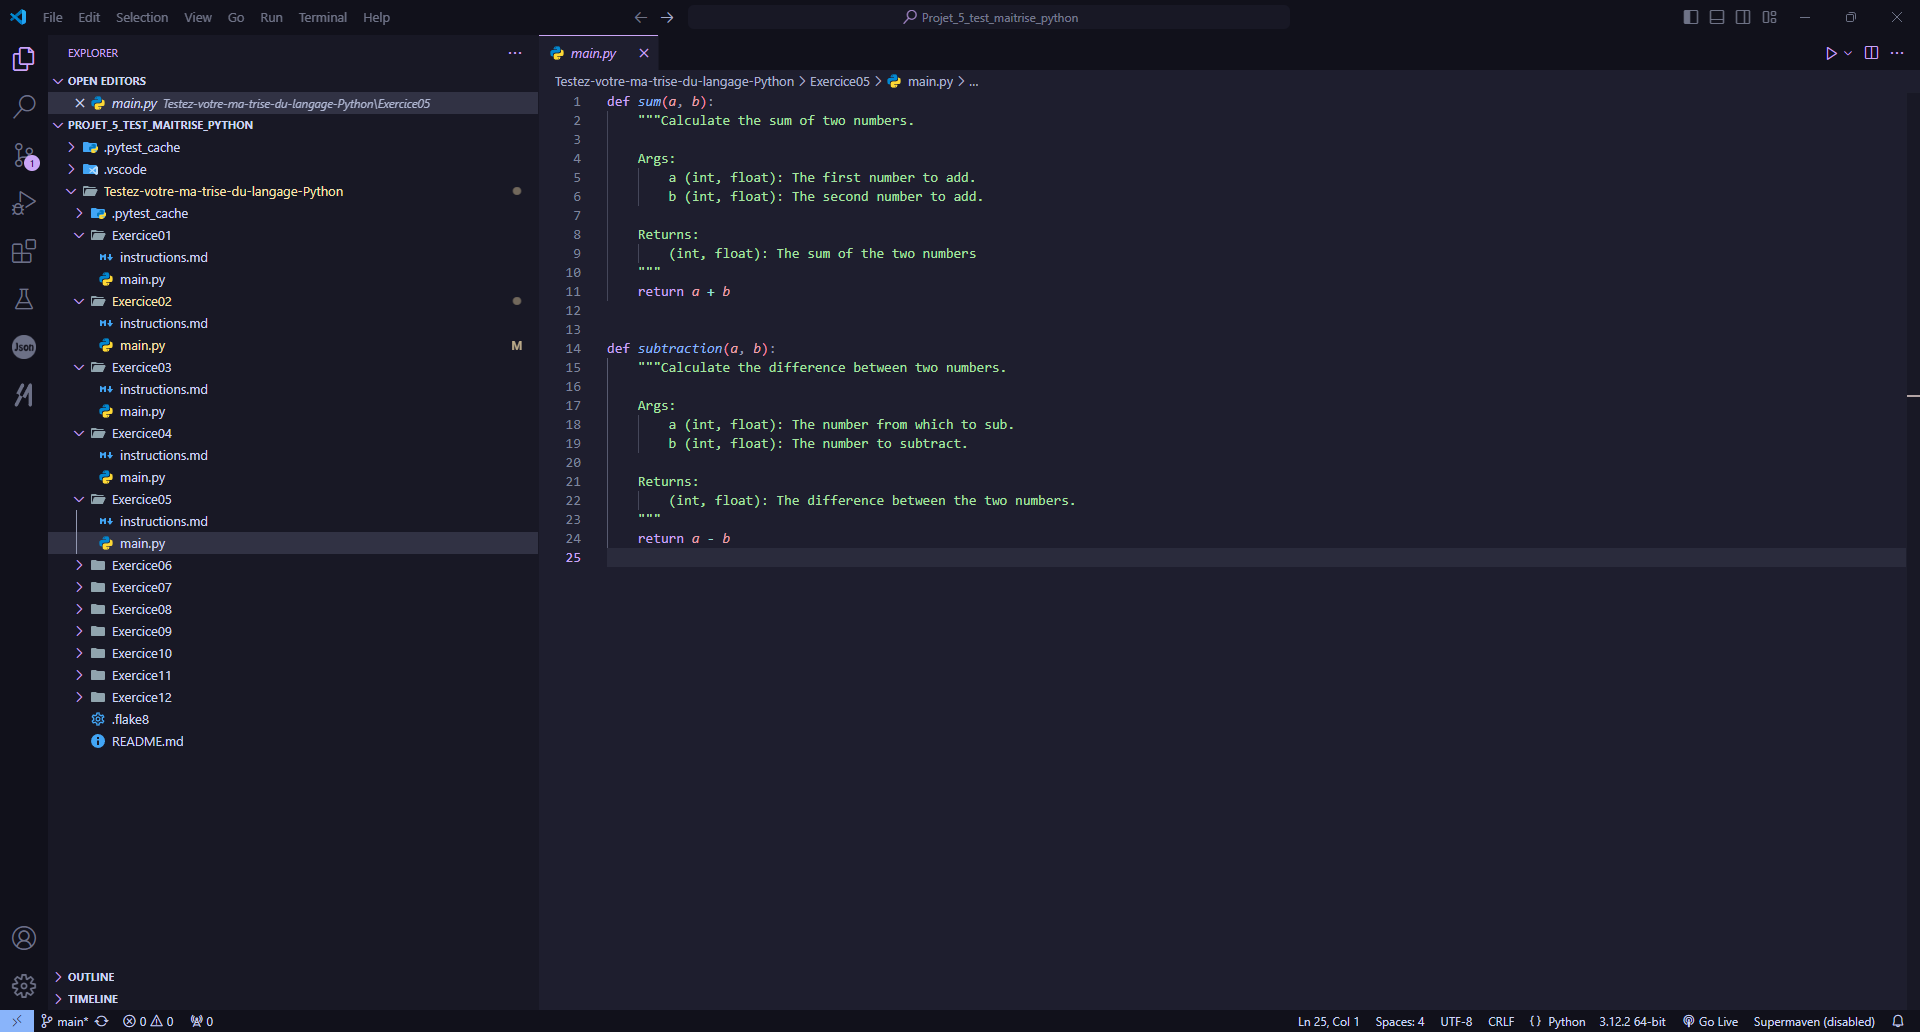 File Edit Selection View Go Run Terminal Help
Projet_5_test_maitrise_python
EXPLORER
OPEN EDITORS
main.py Testez-votre-ma-trise-du-langage-Python\Exercice05
PROJET_5_TEST_MAITRISE_PYTHON
.pytest_cache
.vscode
Testez-votre-ma-trise-du-langage-Python
.pytest_cache
Exercice01
instructions.md
main.py
Exercice02
instructions.md
main.py M
Exercice03
instructions.md
main.py
Exercice04
instructions.md
main.py
Exercice05
instructions.md
main.py
Exercice06
Exercice07
Exercice08
Exercice09
Exercice10
Exercice11
Exercice12
.flake8
README.md
OUTLINE
TIMELINE
1
Json
main.py
Testez-votre-ma-trise-du-langage-Python > Exercice05 > main.py > ...
1 def sum(a, b):
2 """Calculate the sum of two numbers.
3
4 Args:
5 a (int, float): The first number to add.
6 b (int, float): The second number to add.
7
8 Returns:
9 (int, float): The sum of the two numbers
10 """
11 return a + b
12
13
14 def subtraction(a, b):
15 """Calculate the difference between two numbers.
16
17 Args:
18 a (int, float): The number from which to sub.
19 b (int, float): The number to subtract.
20
21 Returns:
22 (int, float): The difference between the two numbers.
23 """
24 return a - b
25
main* 0 0 0 Ln 25, Col 1 Spaces: 4 UTF-8 CRLF {} Python 3.12.2 64-bit Go Live Supermaven (disabled)